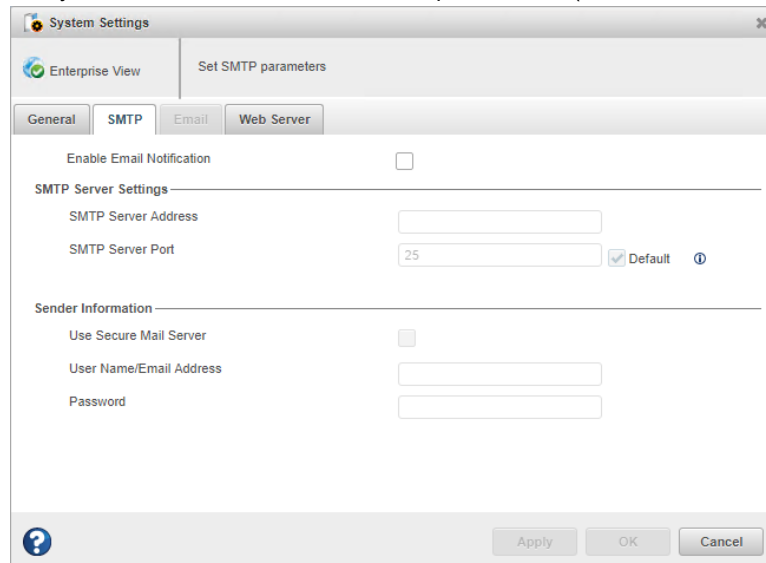 System Settings
Enterprise View
Set SMTP parameters
General SMTP Email Web Server
Enable Email Notification
SMTP Server Settings
SMTP Server Address
SMTP Server Port 25 Default
Sender Information
Use Secure Mail Server
User Name/Email Address
Password
Apply OK Cancel